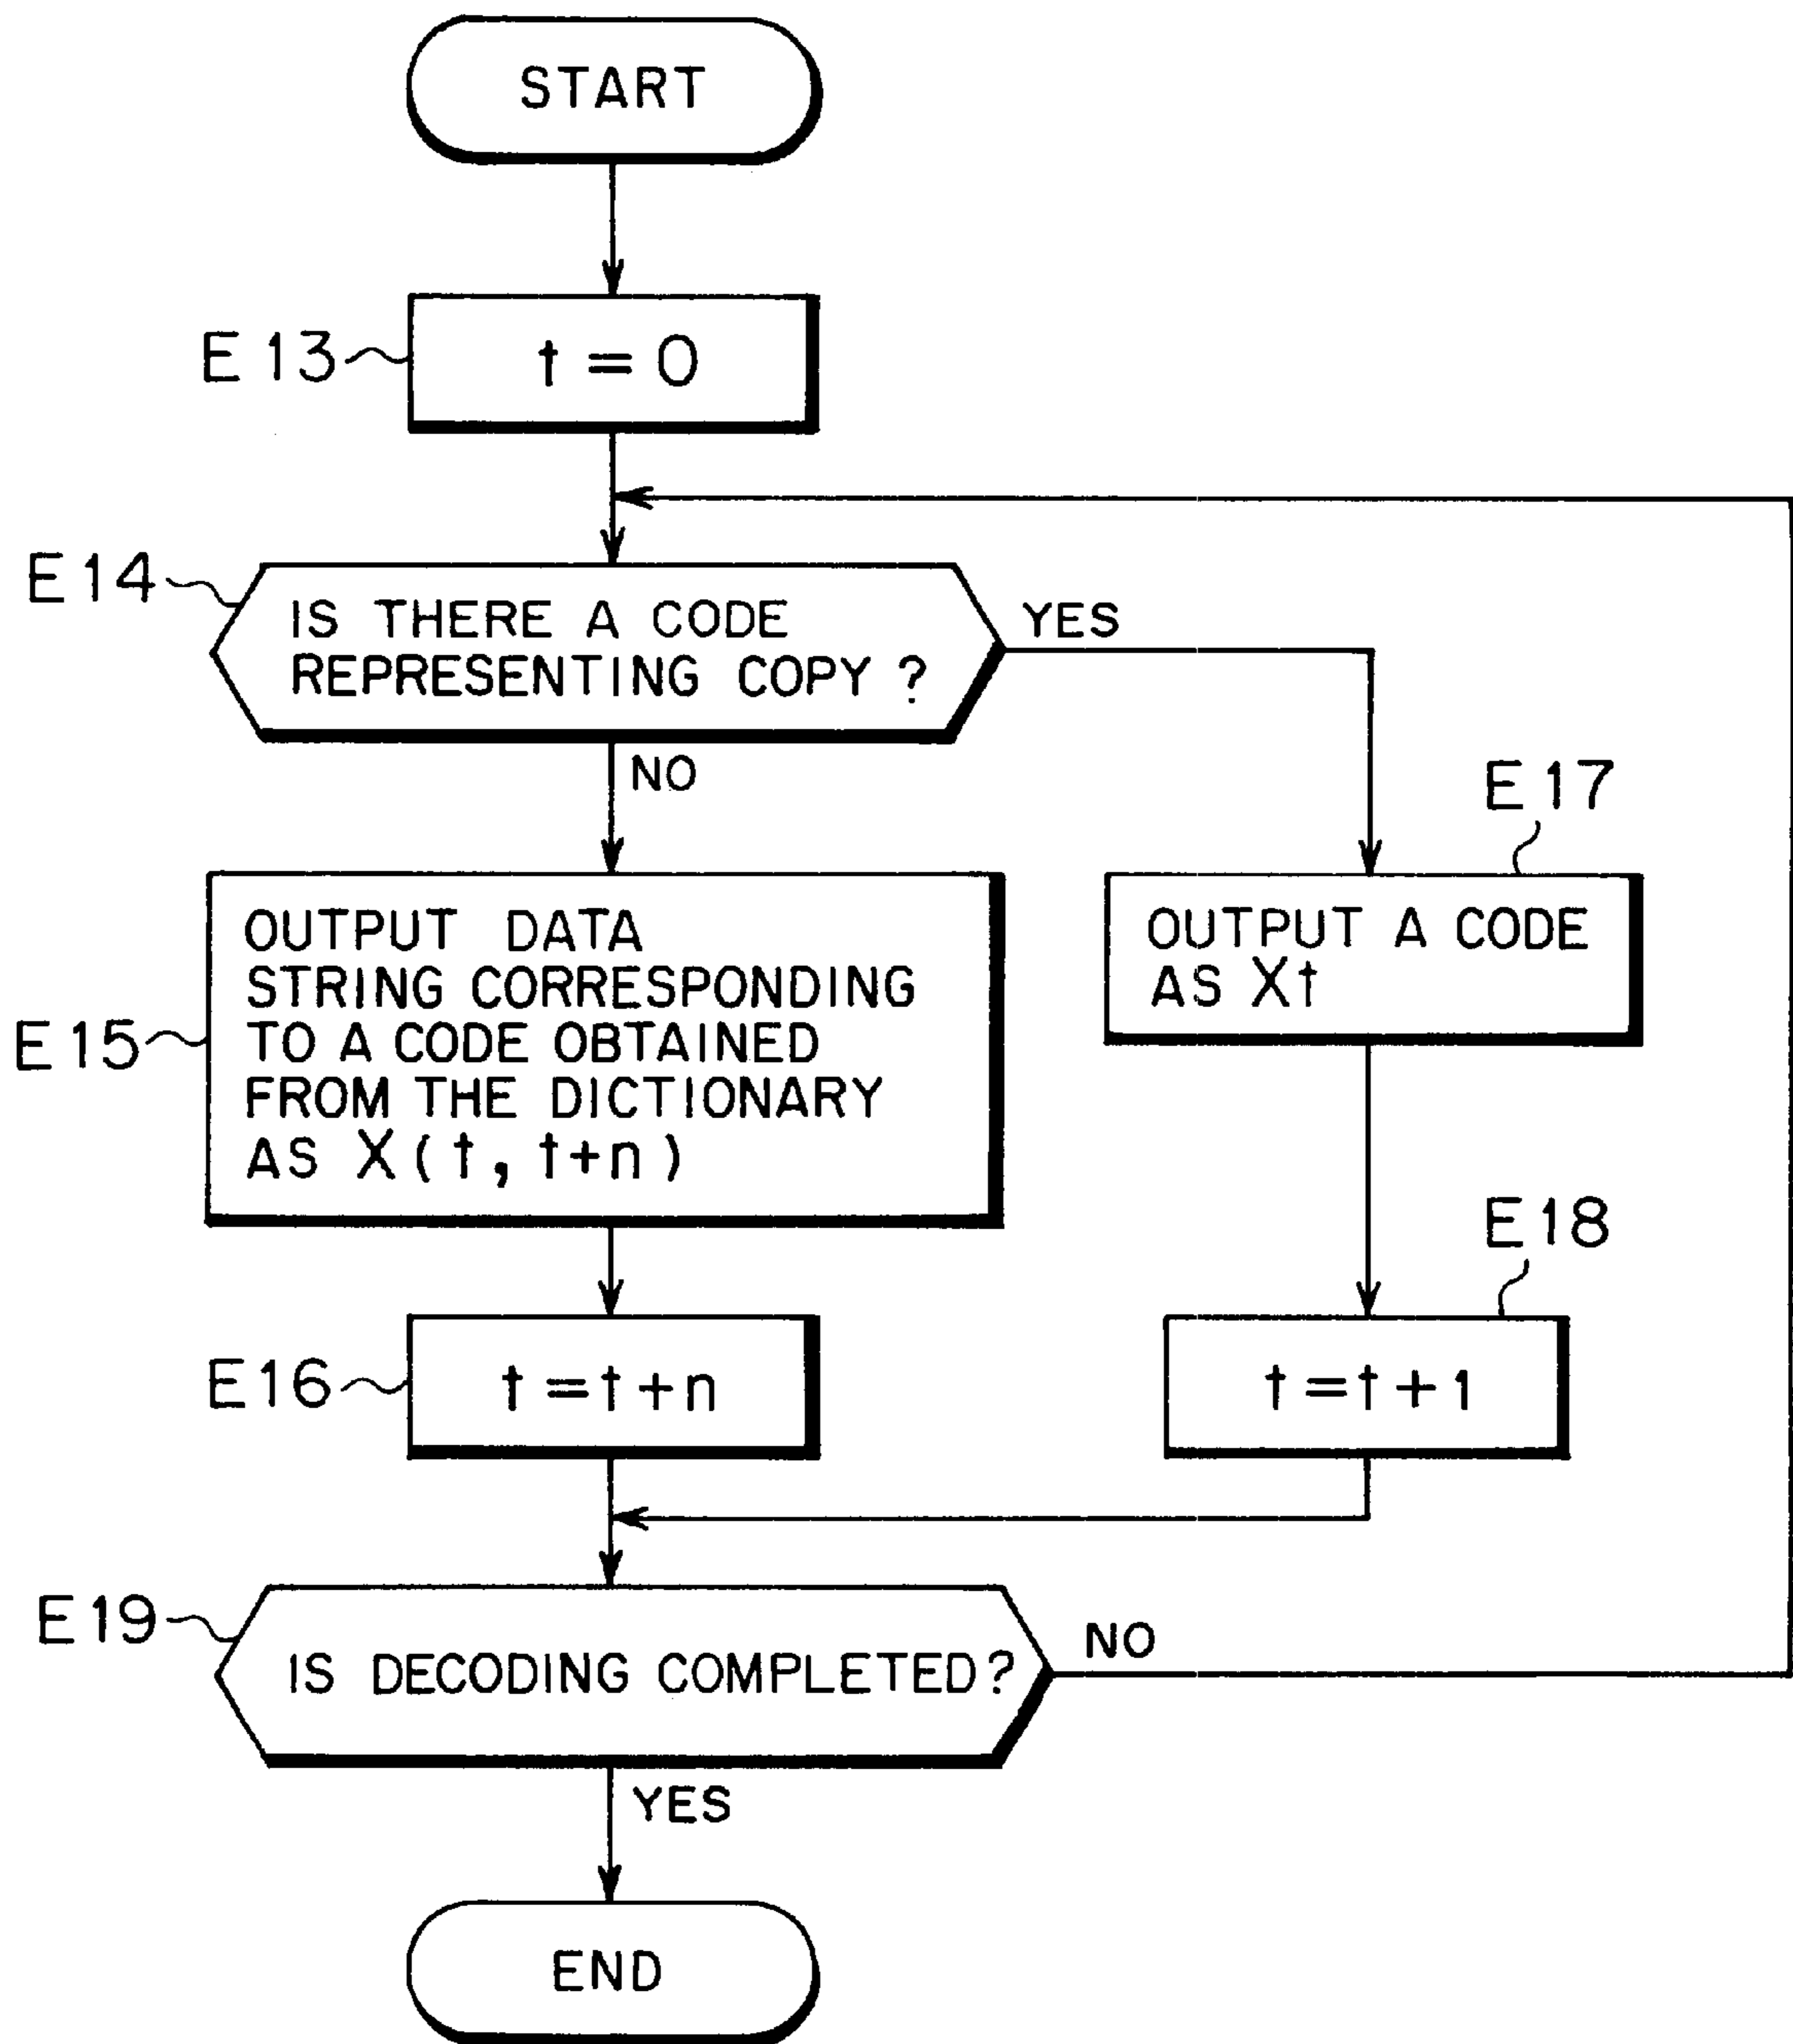 START
E13
t = 0
E14
IS THERE A CODE
REPRESENTING COPY ?
YES
NO
E17
OUTPUT A CODE
AS Xt
E15
OUTPUT DATA
STRING CORRESPONDING
TO A CODE OBTAINED
FROM THE DICTIONARY
AS X(t, t+n)
E18
t=t+1
E16
t=t+n
E19
IS DECODING COMPLETED?
NO
YES
END